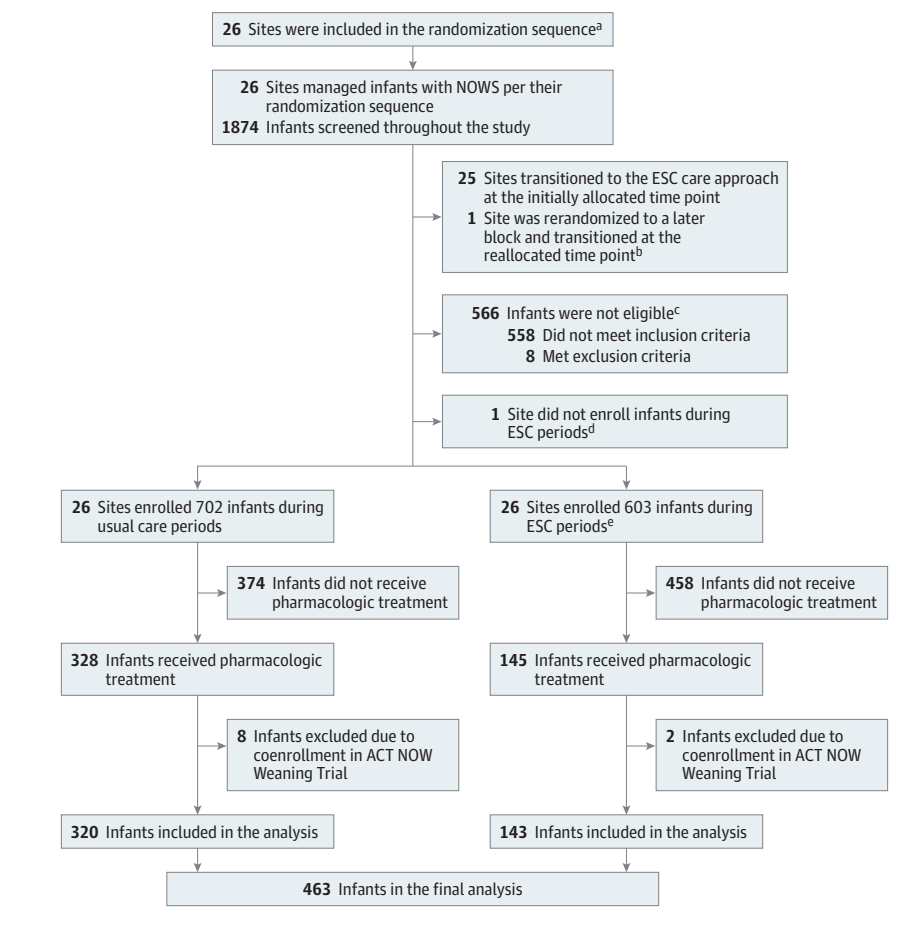 26 Sites were included in the randomization sequenceᵃ
26 Sites managed infants with NOWS per their
randomization sequence
1874 Infants screened throughout the study
25 Sites transitioned to the ESC care approach
at the initially allocated time point
1 Site was rerandomized to a later
block and transitioned at the
reallocated time pointᵇ
566 Infants were not eligibleᶜ
558 Did not meet inclusion criteria
8 Met exclusion criteria
1 Site did not enroll infants during
ESC periodsᵈ
26 Sites enrolled 702 infants during
usual care periods
26 Sites enrolled 603 infants during
ESC periodsᵉ
374 Infants did not receive
pharmacologic treatment
458 Infants did not receive
pharmacologic treatment
328 Infants received pharmacologic
treatment
145 Infants received pharmacologic
treatment
8 Infants excluded due to
coenrollment in ACT NOW
Weaning Trial
2 Infants excluded due to
coenrollment in ACT NOW
Weaning Trial
320 Infants included in the analysis
143 Infants included in the analysis
463 Infants in the final analysis